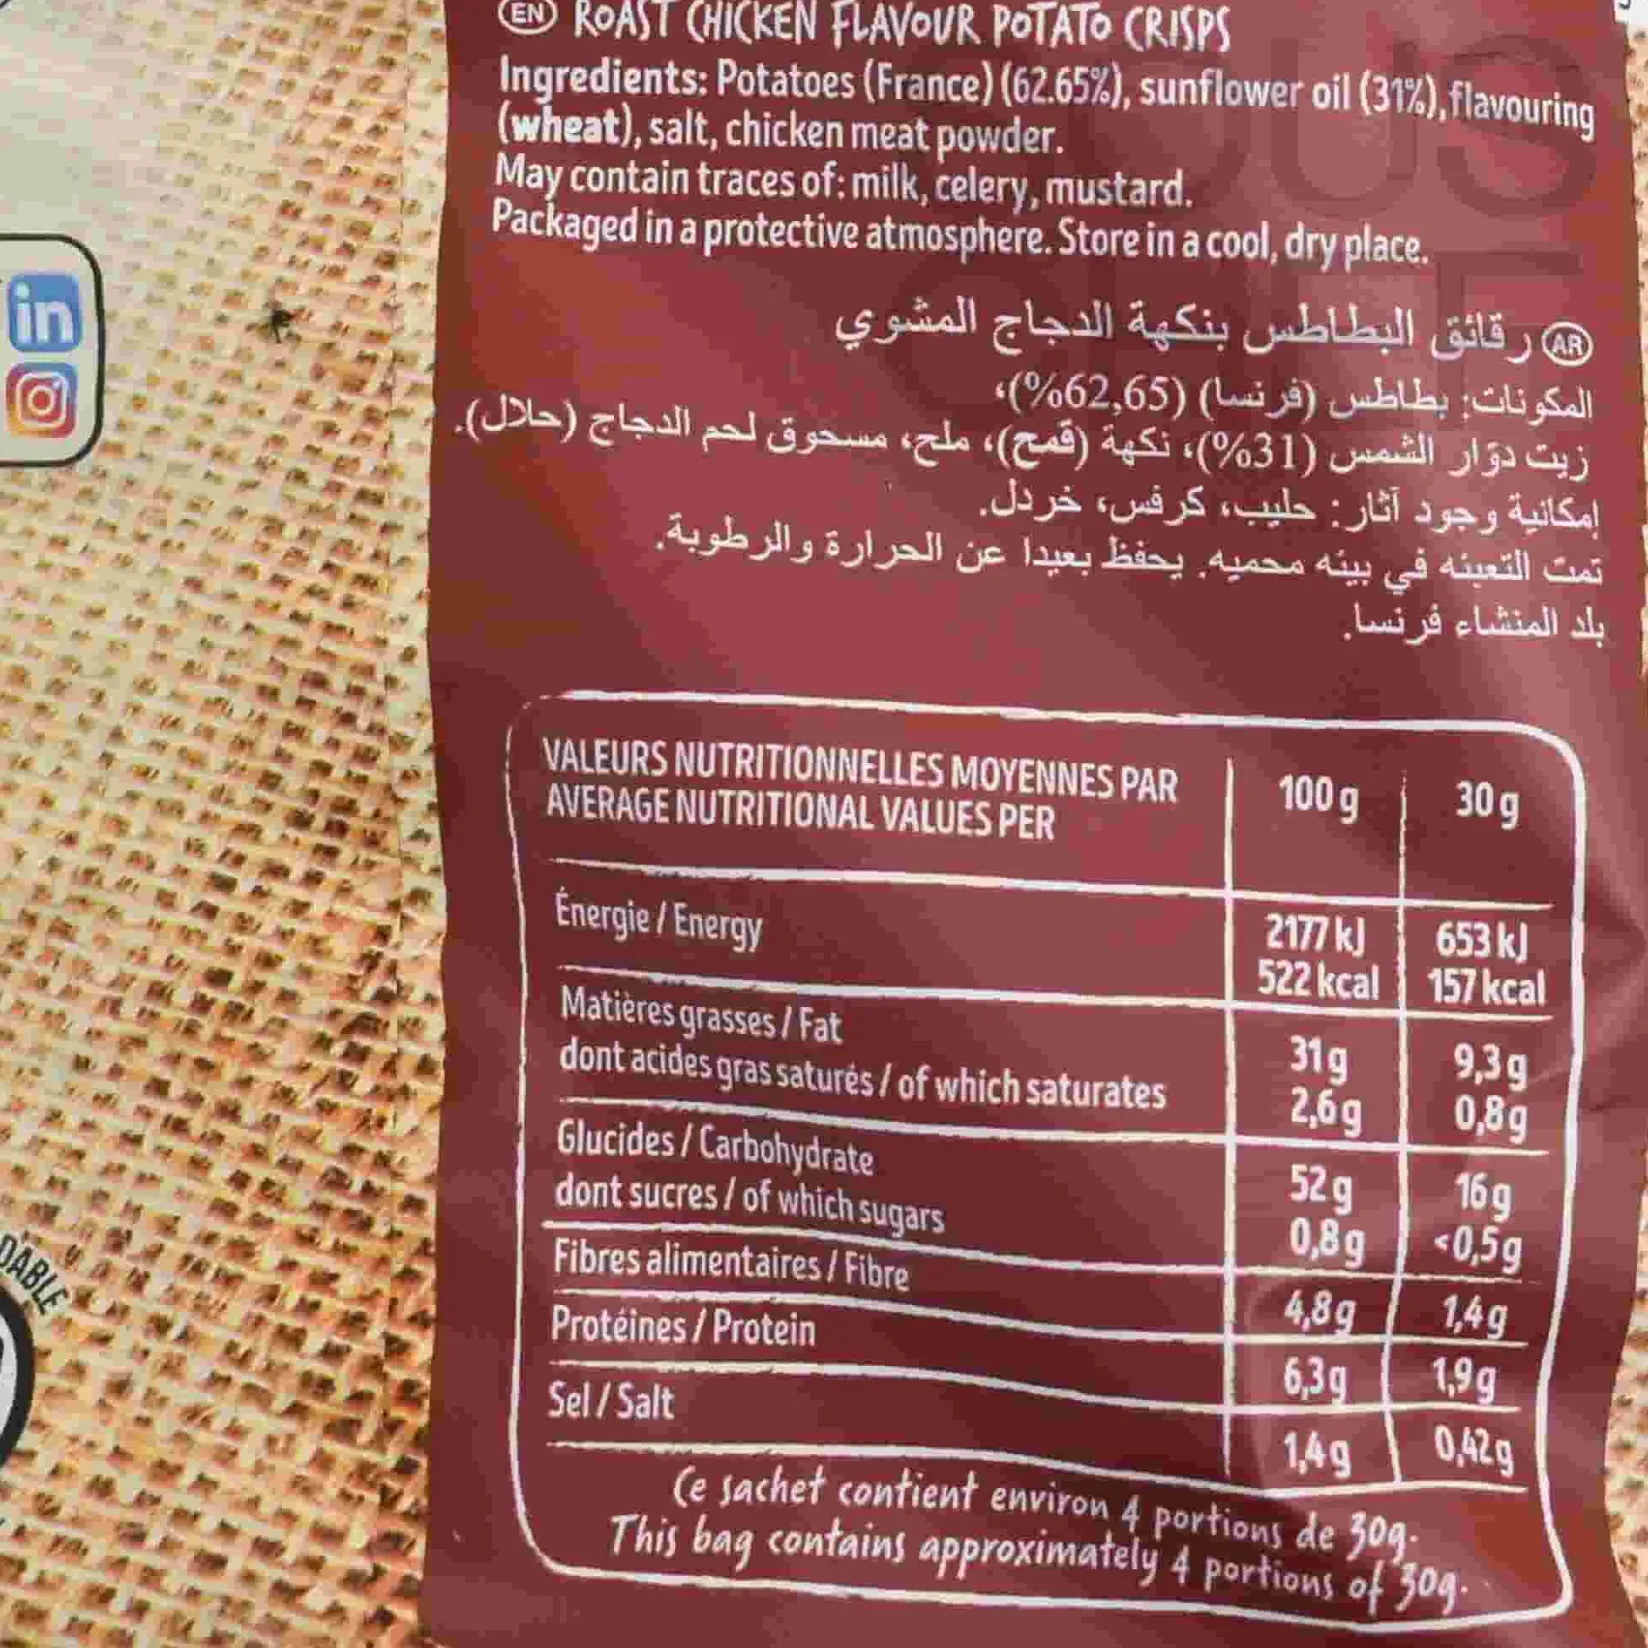 EN ROAST CHICKEN FLAVOUR POTATO CRISPS
Ingredients: Potatoes (France) (62.65%), sunflower oil (31%), flavouring
(wheat), salt, chicken meat powder.
May contain traces of: milk, celery, mustard.
Packaged in a protective atmosphere. Store in a cool, dry place.
AR رقائق البطاطس بنكهة الدجاج المشوي
المكونات: بطاطس (فرنسا) (62,65%)،
زيت دوّار الشمس (31%)، نكهة (قمح)، ملح، مسحوق لحم الدجاج (حلال).
إمكانية وجود آثار: حليب، كرفس، خردل.
تمت التعبئه في بيئه محميه. يحفظ بعيدا عن الحرارة والرطوبة.
بلد المنشاء فرنسا.
in
DABLE
VALEURS NUTRITIONNELLES MOYENNES PAR
AVERAGE NUTRITIONAL VALUES PER
100 g 30 g
Énergie / Energy 2177 kJ 653 kJ
522 kcal 157 kcal
Matières grasses / Fat 31 g 9,3 g
dont acides gras saturés / of which saturates 2,6 g 0,8 g
Glucides / Carbohydrate 52 g 16 g
dont sucres / of which sugars 0,8 g <0,5 g
Fibres alimentaires / Fibre 4,8 g 1,4 g
Protéines / Protein 6,3 g 1,9 g
Sel / Salt 1,4 g 0,42 g
Ce sachet contient environ 4 portions de 30g.
This bag contains approximately 4 portions of 30g.